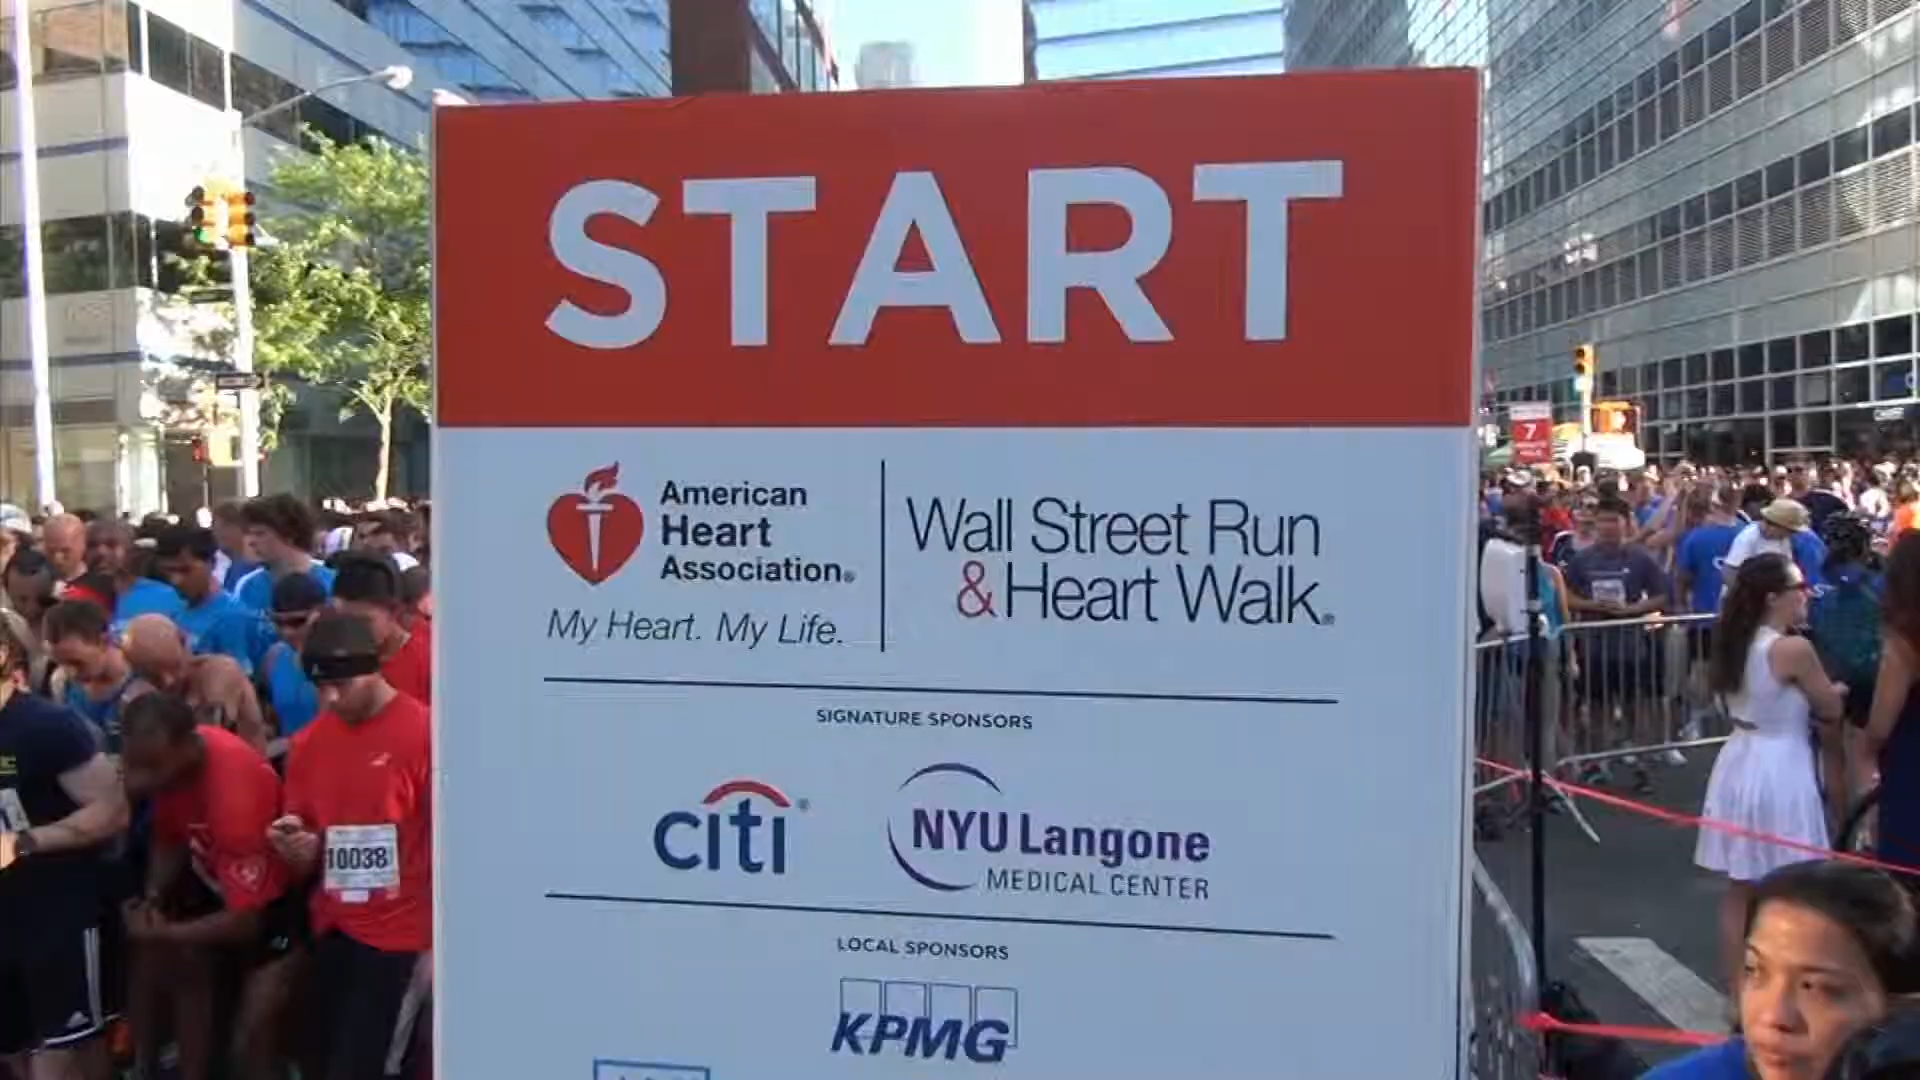 START
American
Heart
Association®
My Heart. My Life.
Wall Street Run
& Heart Walk®
SIGNATURE SPONSORS
citi®
NYU Langone
MEDICAL CENTER
LOCAL SPONSORS
KPMG
10038
7